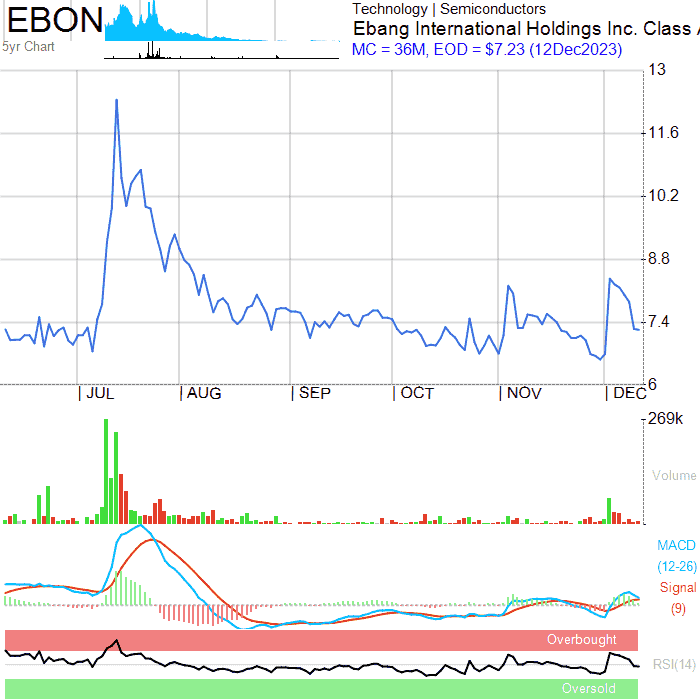 EBON
Technology | Semiconductors
Ebang International Holdings Inc. Class A
5yr Chart
MC = 36M, EOD = $7.23 (12Dec2023)
13
11.6
10.2
8.8
7.4
6
| JUL | AUG | SEP | OCT | NOV | DEC
269k
Volume
MACD
(12-26)
Signal
(9)
Overbought
RSI(14)
Oversold